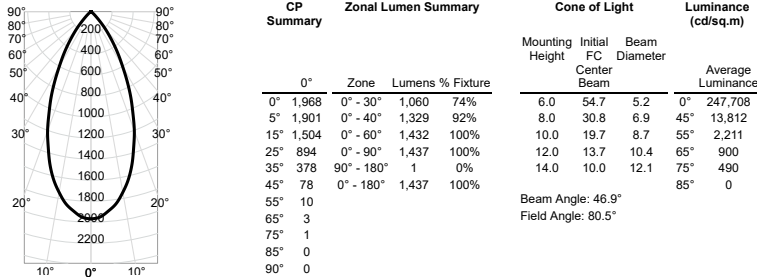 90° 90°
80° 80°
70° 70°
60° 60°
50° 50°
40° 40°
30° 30°
20° 20°
10° 0° 10°
200
400
600
800
1000
1200
1400
1600
1800
2000
2200
CP Summary
0°
0° 1,968
5° 1,901
15° 1,504
25° 894
35° 378
45° 78
55° 10
65° 3
75° 1
85° 0
90° 0
Zonal Lumen Summary
Zone Lumens % Fixture
0° - 30° 1,060 74%
0° - 40° 1,329 92%
0° - 60° 1,432 100%
0° - 90° 1,437 100%
90° - 180° 1 0%
0° - 180° 1,437 100%
Cone of Light
Mounting Height Initial FC Center Beam Beam Diameter
6.0 54.7 5.2
8.0 30.8 6.9
10.0 19.7 8.7
12.0 13.7 10.4
14.0 10.0 12.1
Beam Angle: 46.9°
Field Angle: 80.5°
Luminance
(cd/sq.m)
Average
Luminance
0° 247,708
45° 13,812
55° 2,211
65° 900
75° 490
85° 0